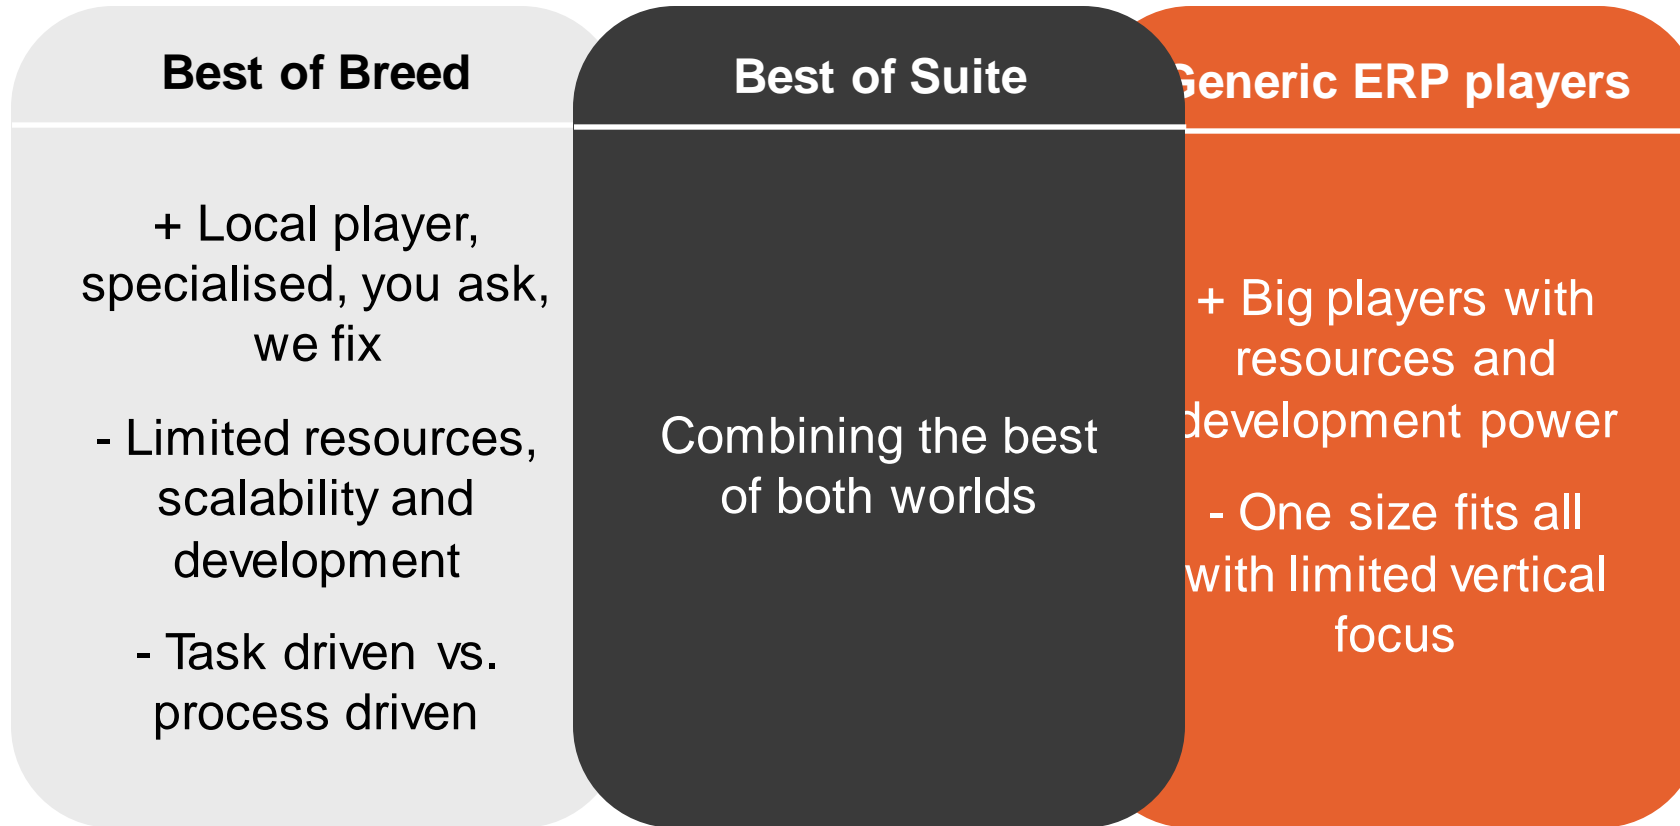 Best of Breed
+ Local player,
specialised, you ask,
we fix
- Limited resources,
scalability and
development
- Task driven vs.
process driven
Best of Suite
Combining the best
of both worlds
Generic ERP players
+ Big players with
resources and
development power
- One size fits all
with limited vertical
focus